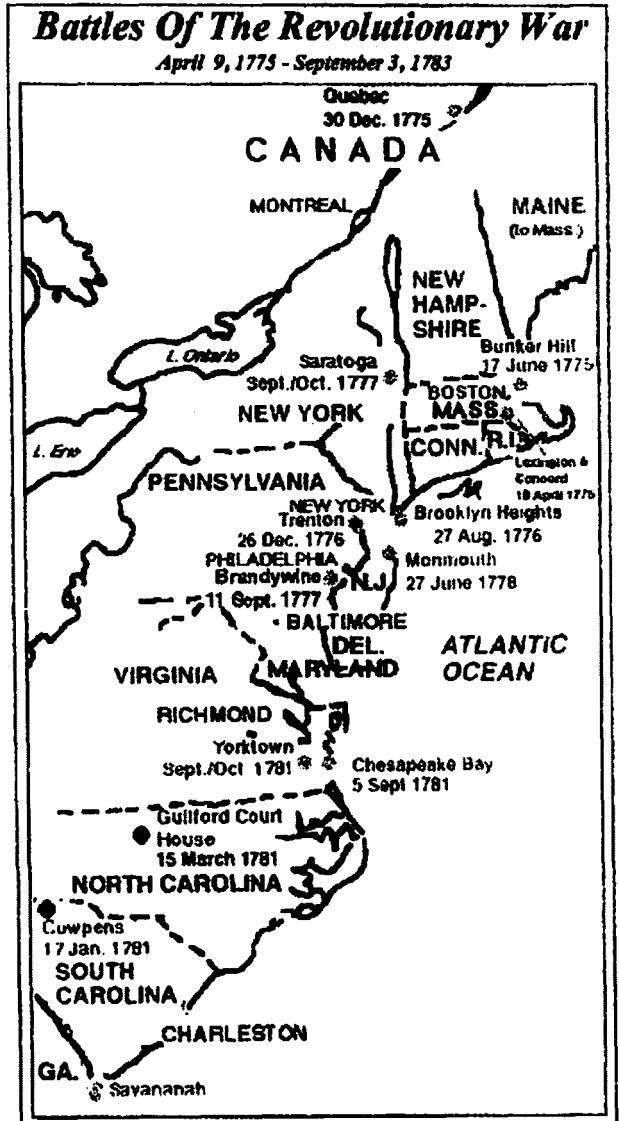 Battles Of The Revolutionary War
April 9, 1775 - September 3, 1783
Quebec
30 Dec. 1775
CANADA
MONTREAL
MAINE
(to Mass.)
NEW
HAMP-
SHIRE
L. Ontario
Bunker Hill
17 June 1775
Saratoga
Sept./Oct. 1777
BOSTON
MASS.
NEW YORK
CONN.
R.I.
L. Erie
Lexington &
Concord
18 April 1775
PENNSYLVANIA
NEW YORK
Brooklyn Heights
27 Aug. 1776
Trenton
26 Dec. 1776
Monmouth
27 June 1778
PHILADELPHIA
Brandywine
N.J.
11 Sept. 1777
BALTIMORE
DEL.
MARYLAND
ATLANTIC
OCEAN
VIRGINIA
RICHMOND
Yorktown
Sept./Oct 1781
Chesapeake Bay
5 Sept 1781
Guilford Court
House
15 March 1781
NORTH CAROLINA
Cowpens
17 Jan. 1781
SOUTH
CAROLINA
CHARLESTON
GA.
Savananah